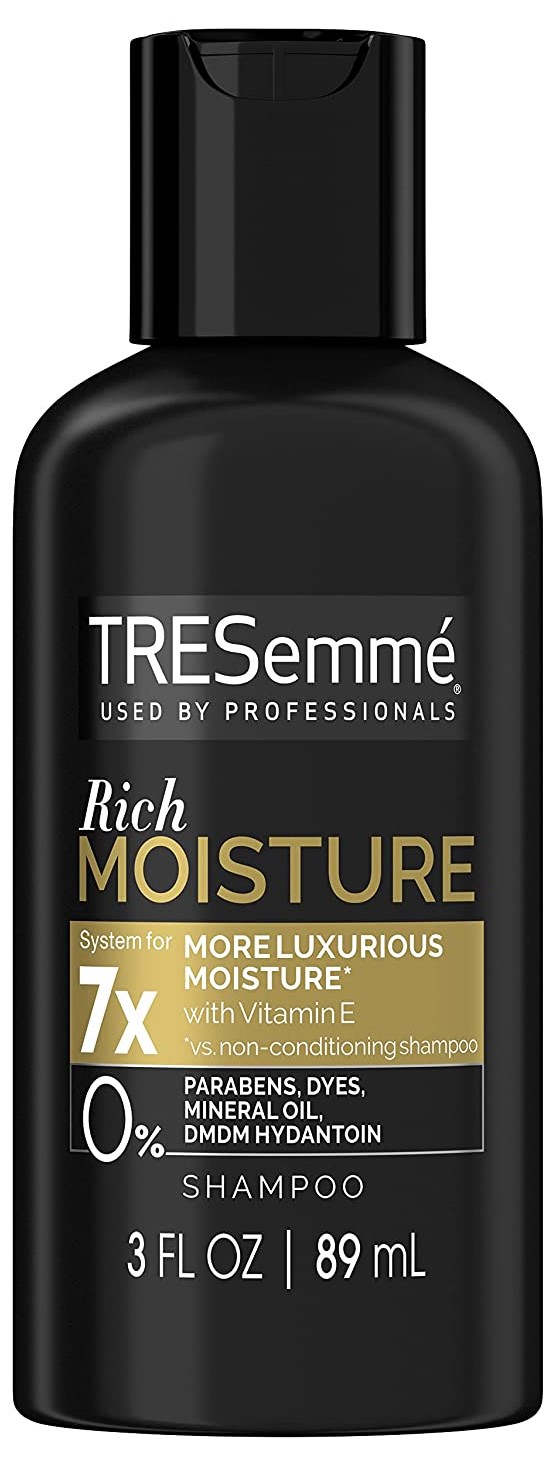 TRESemmé®
USED BY PROFESSIONALS
Rich
MOISTURE
System for
7x
MORE LUXURIOUS
MOISTURE*
with Vitamin E
*vs. non-conditioning shampoo
0%
PARABENS, DYES,
MINERAL OIL,
DMDM HYDANTOIN
SHAMPOO
3 FL OZ | 89 mL